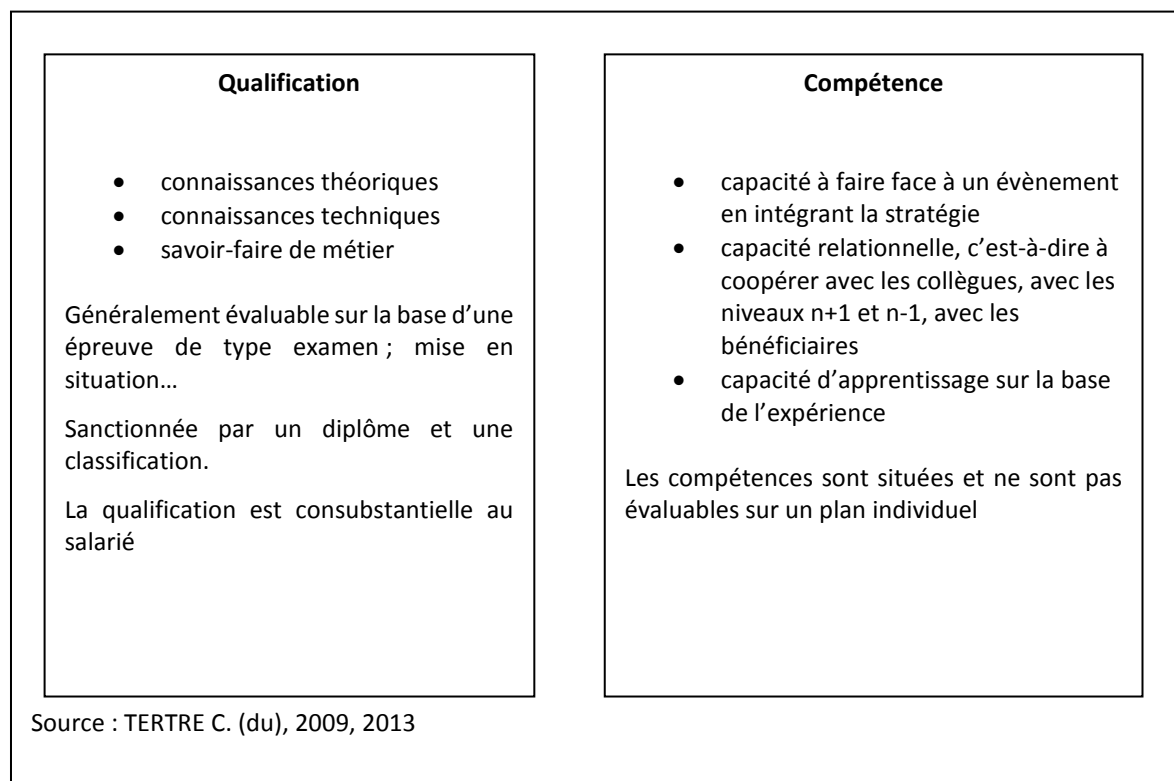 Qualification
• connaissances théoriques
• connaissances techniques
• savoir-faire de métier
Généralement évaluable sur la base d’une
épreuve de type examen ; mise en
situation…
Sanctionnée par un diplôme et une
classification.
La qualification est consubstantielle au
salarié
Compétence
• capacité à faire face à un évènement
en intégrant la stratégie
• capacité relationnelle, c’est-à-dire à
coopérer avec les collègues, avec les
niveaux n+1 et n-1, avec les
bénéficiaires
• capacité d’apprentissage sur la base
de l’expérience
Les compétences sont situées et ne sont pas
évaluables sur un plan individuel
Source : TERTRE C. (du), 2009, 2013